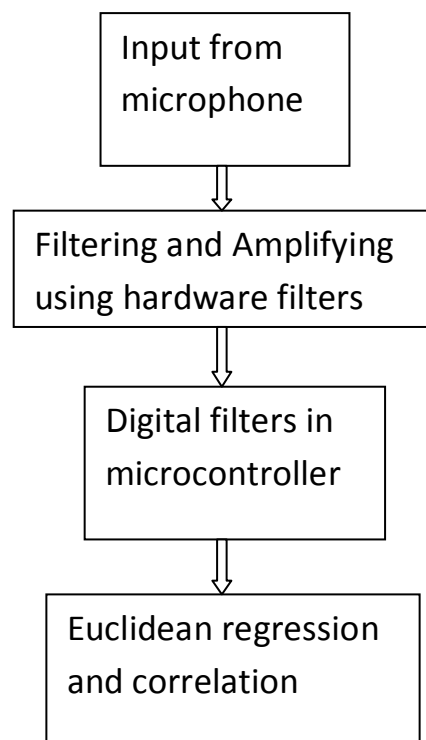 Input from
microphone
Filtering and Amplifying
using hardware filters
Digital filters in
microcontroller
Euclidean regression
and correlation